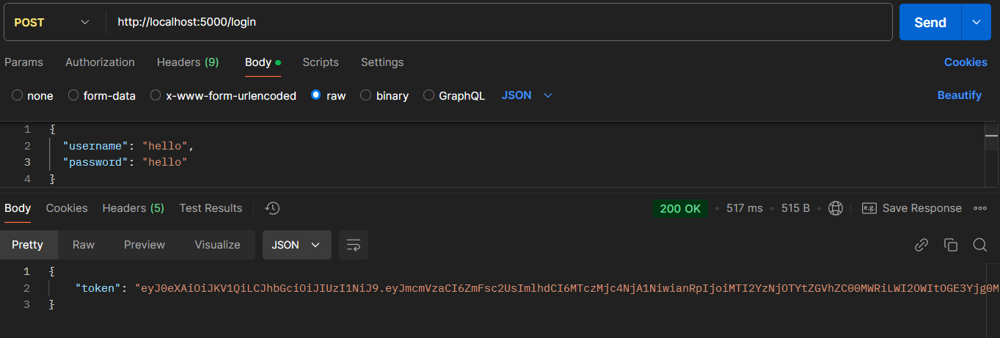 POST http://localhost:5000/login Send
Params Authorization Headers (9) Body Scripts Settings Cookies
none form-data x-www-form-urlencoded raw binary GraphQL JSON Beautify
1 {
2 "username": "hello",
3 "password": "hello"
4 }
Body Cookies Headers (5) Test Results 200 OK 517 ms 515 B e.g. Save Response
Pretty Raw Preview Visualize JSON
1 {
2 "token": "eyJ0eXAiOiJKV1QiLCJhbGciOiJIUzI1NiJ9.eyJmcmVzaCI6ZmFsc2UsImlhdCI6MTczMjc4NjA1NiwianRpIjoiMTI2YzNjOTYtZGVhZC00MWRiLWI2OWItOGE3Yjg0M
3 }